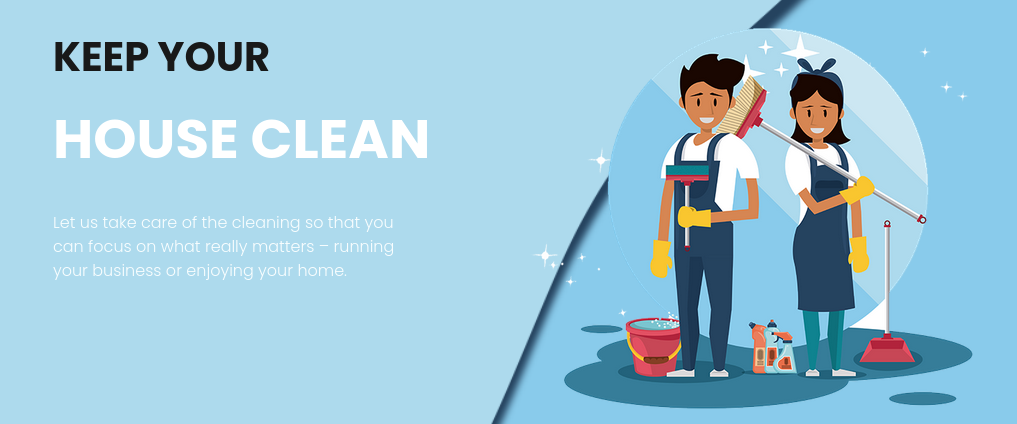 KEEP YOUR
HOUSE CLEAN
Let us take care of the cleaning so that you
can focus on what really matters – running
your business or enjoying your home.